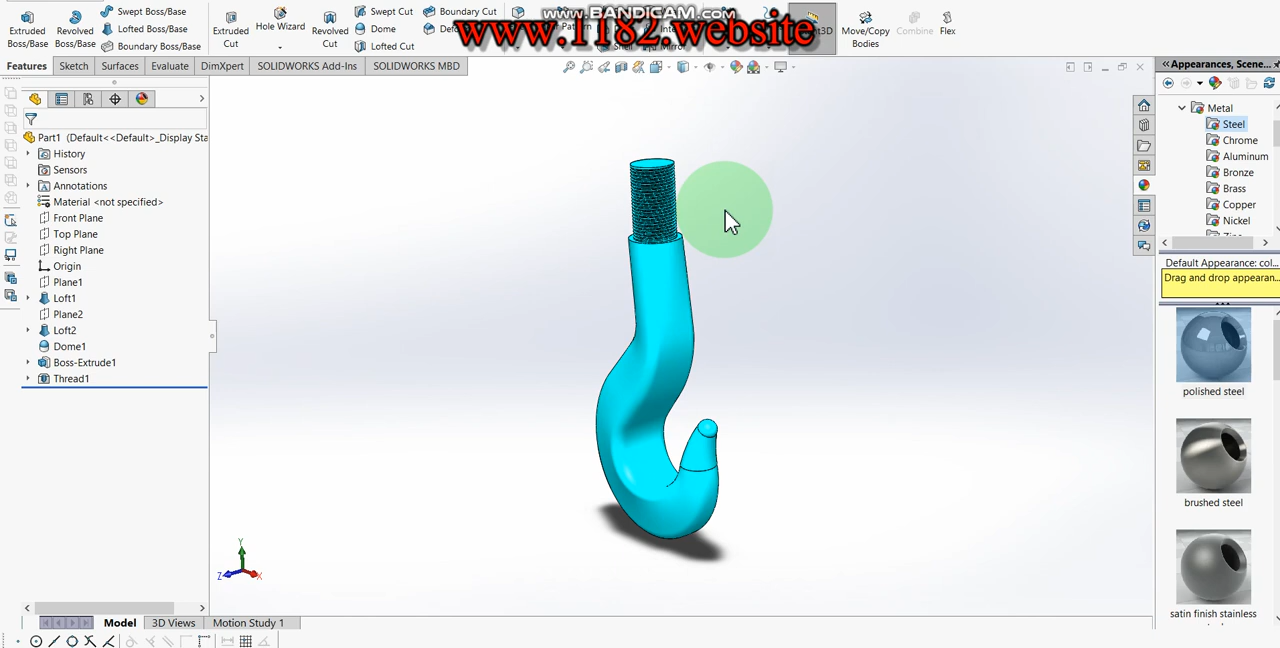 www.BANDICAM.com
www.1182.website
Extruded Boss/Base
Revolved Boss/Base
Swept Boss/Base
Lofted Boss/Base
Boundary Boss/Base
Extruded Cut
Hole Wizard
Revolved Cut
Swept Cut
Dome
Lofted Cut
Boundary Cut
Shell
Mirror
Move/Copy Bodies
Combine
Flex
Features
Sketch
Surfaces
Evaluate
DimXpert
SOLIDWORKS Add-Ins
SOLIDWORKS MBD
Part1 (Default<<Default>_Display Sta
History
Sensors
Annotations
Material <not specified>
Front Plane
Top Plane
Right Plane
Origin
Plane1
Loft1
Plane2
Loft2
Dome1
Boss-Extrude1
Thread1
Y
Z
X
Model
3D Views
Motion Study 1
Appearances, Scene...
Metal
Steel
Chrome
Aluminum
Bronze
Brass
Copper
Nickel
Default Appearance: col...
Drag and drop appearan...
polished steel
brushed steel
satin finish stainless